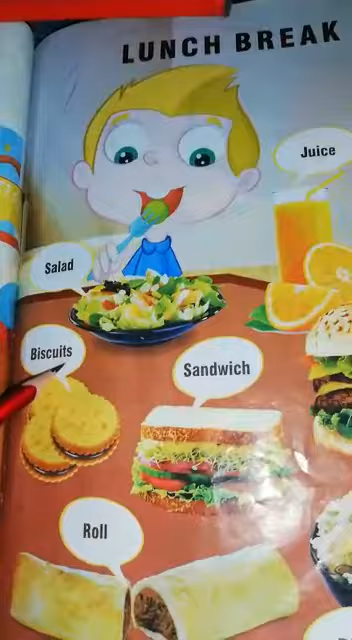 LUNCH BREAK
Juice
Salad
Biscuits
Sandwich
Roll